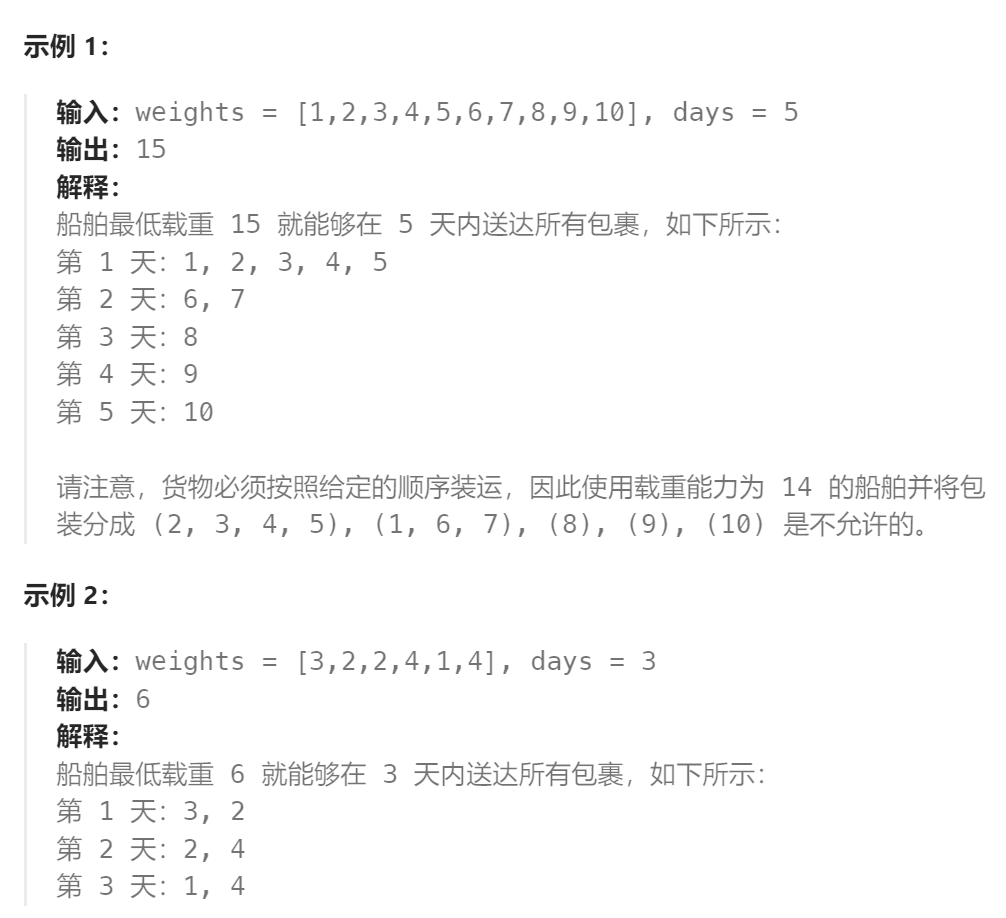 示例 1：
输入：weights = [1,2,3,4,5,6,7,8,9,10], days = 5
输出：15
解释：
船舶最低载重 15 就能够在 5 天内送达所有包裹，如下所示：
第 1 天：1, 2, 3, 4, 5
第 2 天：6, 7
第 3 天：8
第 4 天：9
第 5 天：10
请注意，货物必须按照给定的顺序装运，因此使用载重能力为 14 的船舶并将包
装分成 (2, 3, 4, 5), (1, 6, 7), (8), (9), (10) 是不允许的。
示例 2：
输入：weights = [3,2,2,4,1,4], days = 3
输出：6
解释：
船舶最低载重 6 就能够在 3 天内送达所有包裹，如下所示：
第 1 天：3, 2
第 2 天：2, 4
第 3 天：1, 4